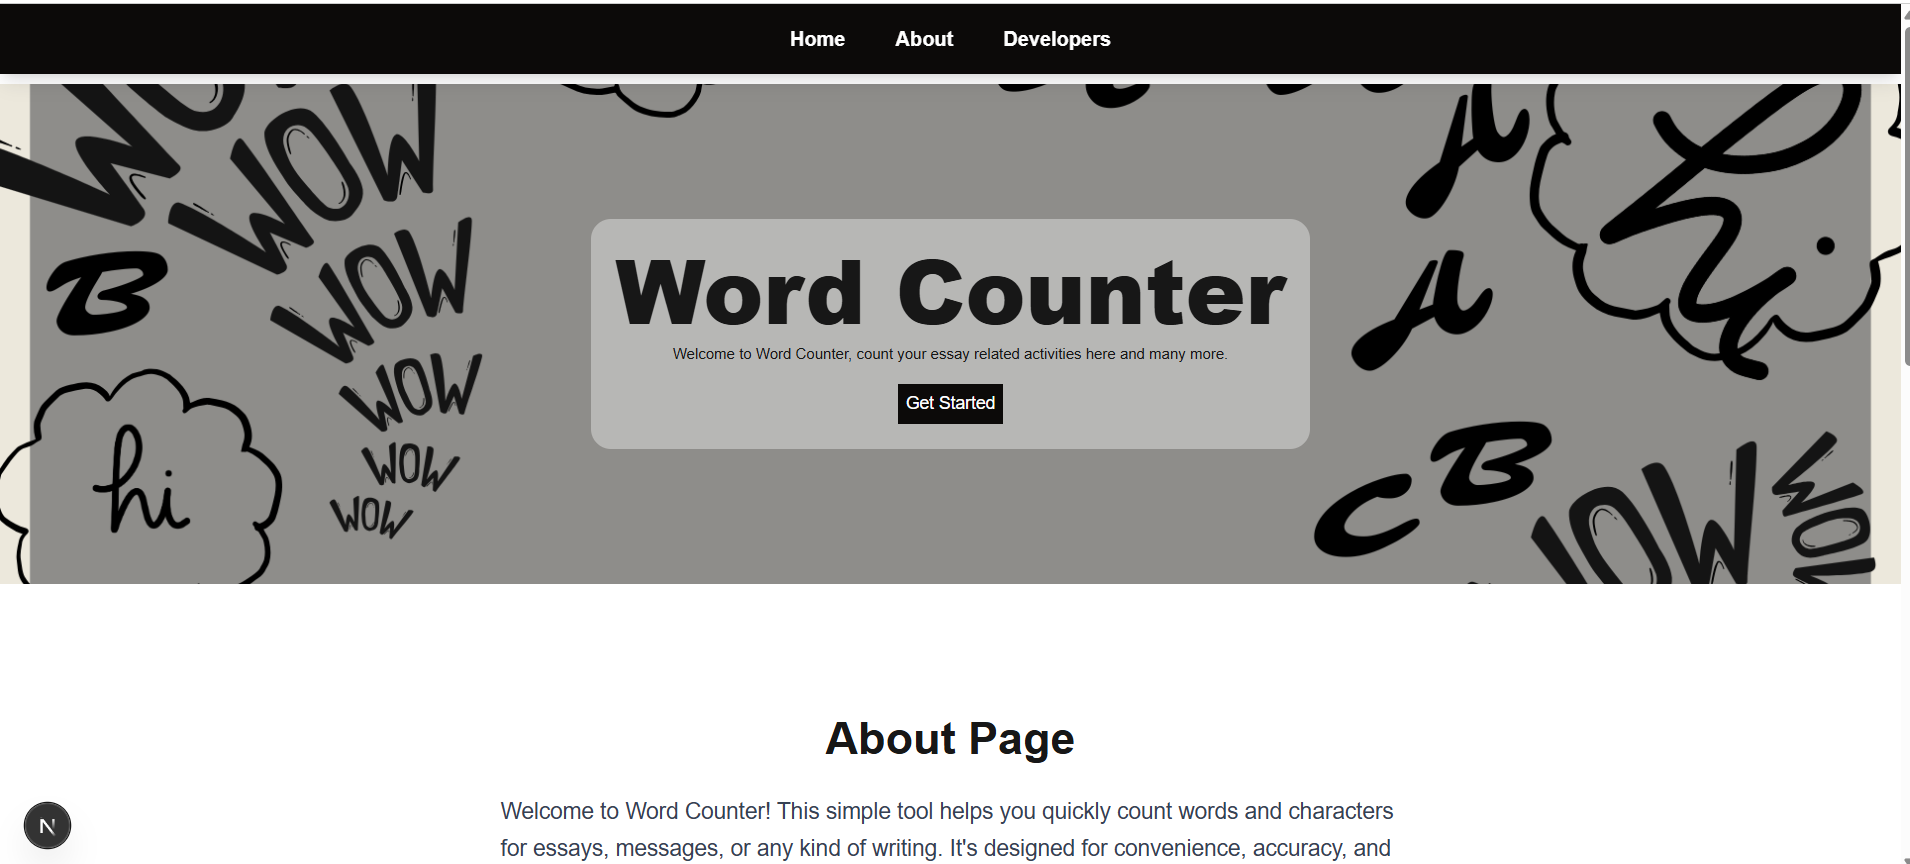 Home About Developers
WOW
WOW
WOW
WOW
WOW
B
hi
Word Counter
Welcome to Word Counter, count your essay related activities here and many more.
Get Started
A
A
hi
B
C
WOW
WOW
About Page
Welcome to Word Counter! This simple tool helps you quickly count words and characters
for essays, messages, or any kind of writing. It's designed for convenience, accuracy, and
N